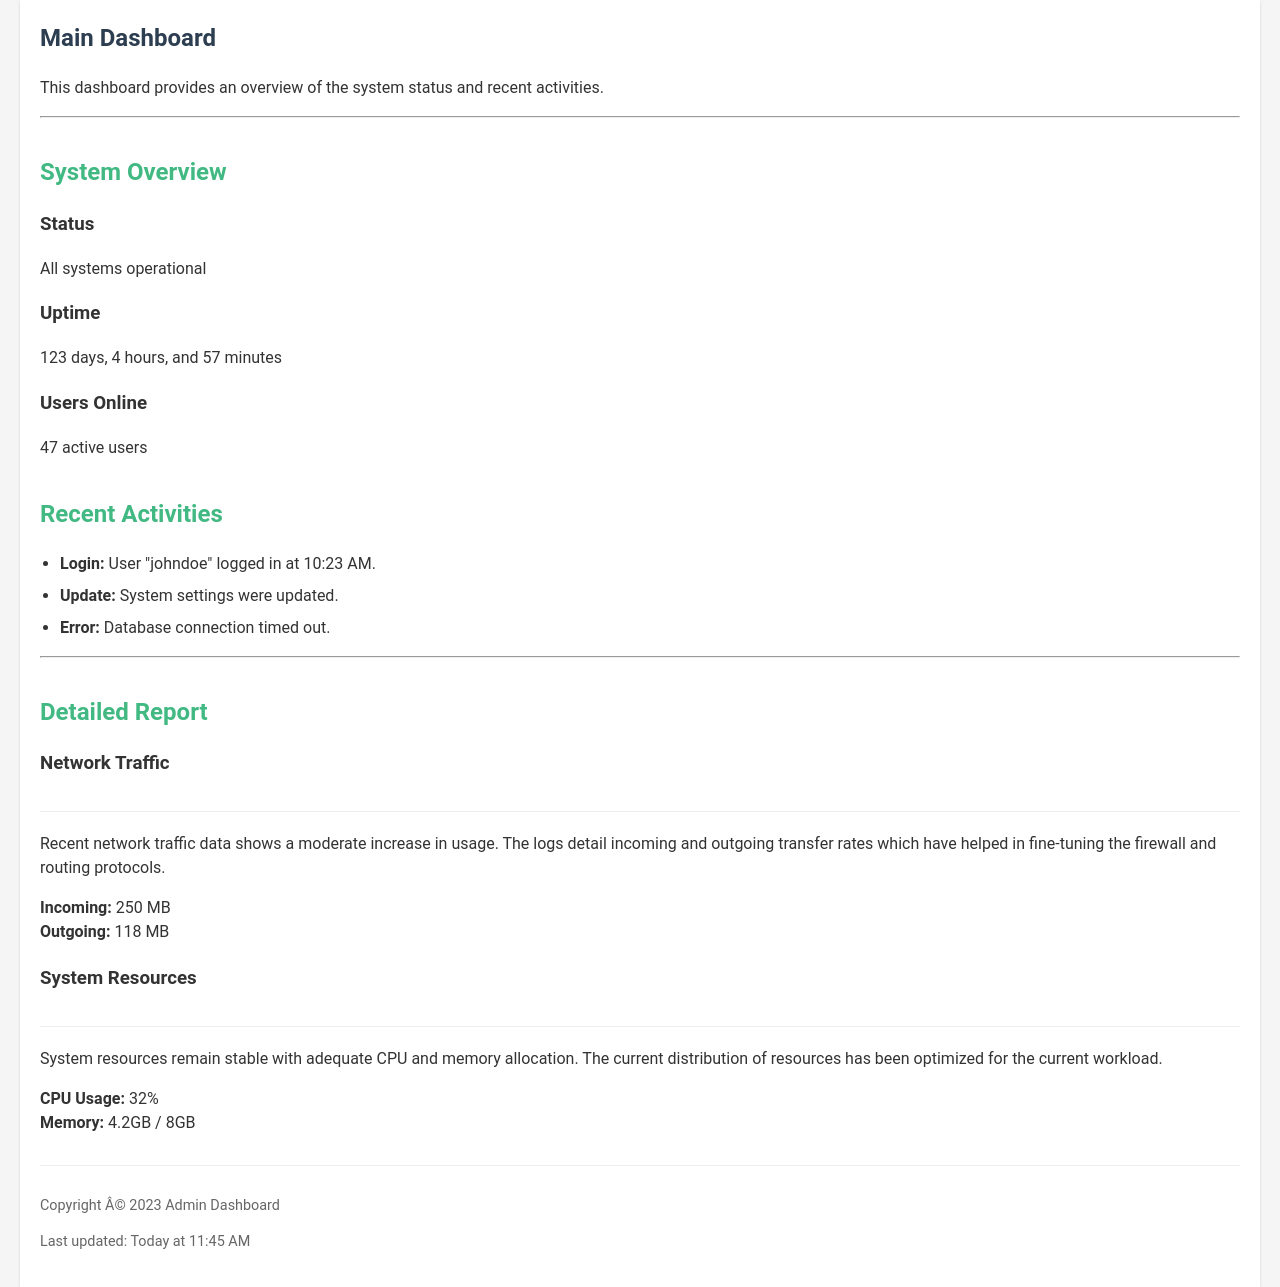 Main Dashboard
This dashboard provides an overview of the system status and recent activities.
System Overview
Status
All systems operational
Uptime
123 days, 4 hours, and 57 minutes
Users Online
47 active users
Recent Activities
• Login: User "johndoe" logged in at 10:23 AM.
• Update: System settings were updated.
• Error: Database connection timed out.
Detailed Report
Network Traffic
Recent network traffic data shows a moderate increase in usage. The logs detail incoming and outgoing transfer rates which have helped in fine-tuning the firewall and
routing protocols.
Incoming: 250 MB
Outgoing: 118 MB
System Resources
System resources remain stable with adequate CPU and memory allocation. The current distribution of resources has been optimized for the current workload.
CPU Usage: 32%
Memory: 4.2GB / 8GB
Copyright Â© 2023 Admin Dashboard
Last updated: Today at 11:45 AM